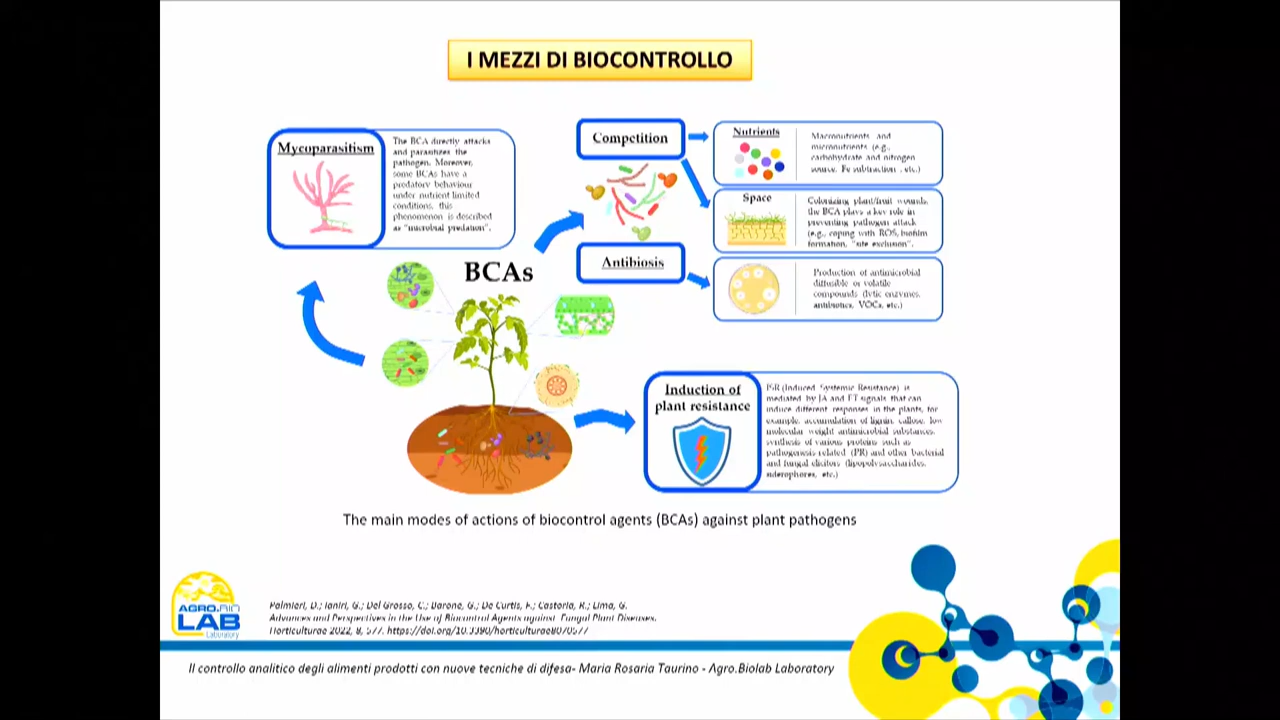 I MEZZI DI BIOCONTROLLO
Mycoparasitism
The BCA directly attacks
and parasitizes the
pathogen. Moreover,
some BCAs have a
predatory behaviour
under nutrient limited
conditions, this
phenomenon is described
as "microbial predation".
Competition
Nutrients
Macronutrients and
micronutrients (e.g.,
carbohydrate and nitrogen
source, Fe subtraction, etc.)
Space
Colonizing plant/fruit wounds,
the BCA plays a key role in
preventing pathogen attack
(e.g., coping with ROS, biofilm
formation, "site exclusion".
Antibiosis
Production of antimicrobial
diffusible or volatile
compounds (lytic enzymes,
antibiotics, VOCs, etc.)
BCAs
Induction of
plant resistance
ISR (Induced Systemic Resistance) is
mediated by JA and ET signals that can
induce different responses in the plants, for
example, accumulation of lignin, callose, low
molecular weight antimicrobial substances,
synthesis of various proteins such as
pathogenesis related (PR) and other bacterial
and fungal elicitors (lipopolysaccharides,
siderophores, etc.)
The main modes of actions of biocontrol agents (BCAs) against plant pathogens
AGRO.BIO
LAB
Laboratory
Palmieri, D.; Ianiri, G.; Del Grosso, C.; Barone, G.; De Curtis, F.; Castoria, R.; Lima, G.
Advances and Perspectives in the Use of Biocontrol Agents against Fungal Plant Diseases.
Horticulturae 2022, 8, 577. https://doi.org/10.3390/horticulturae8070577
Il controllo analitico degli alimenti prodotti con nuove tecniche di difesa- Maria Rosaria Taurino - Agro.Biolab Laboratory